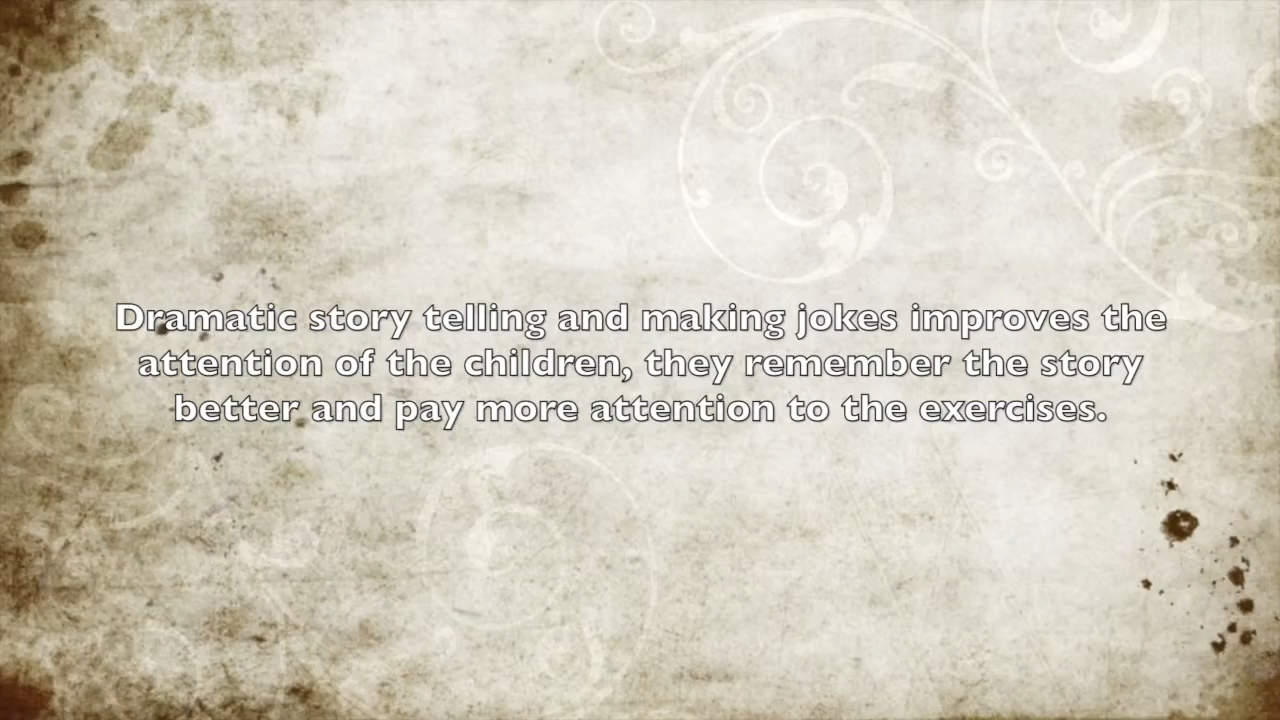 Dramatic story telling and making jokes improves the
attention of the children, they remember the story
better and pay more attention to the exercises.